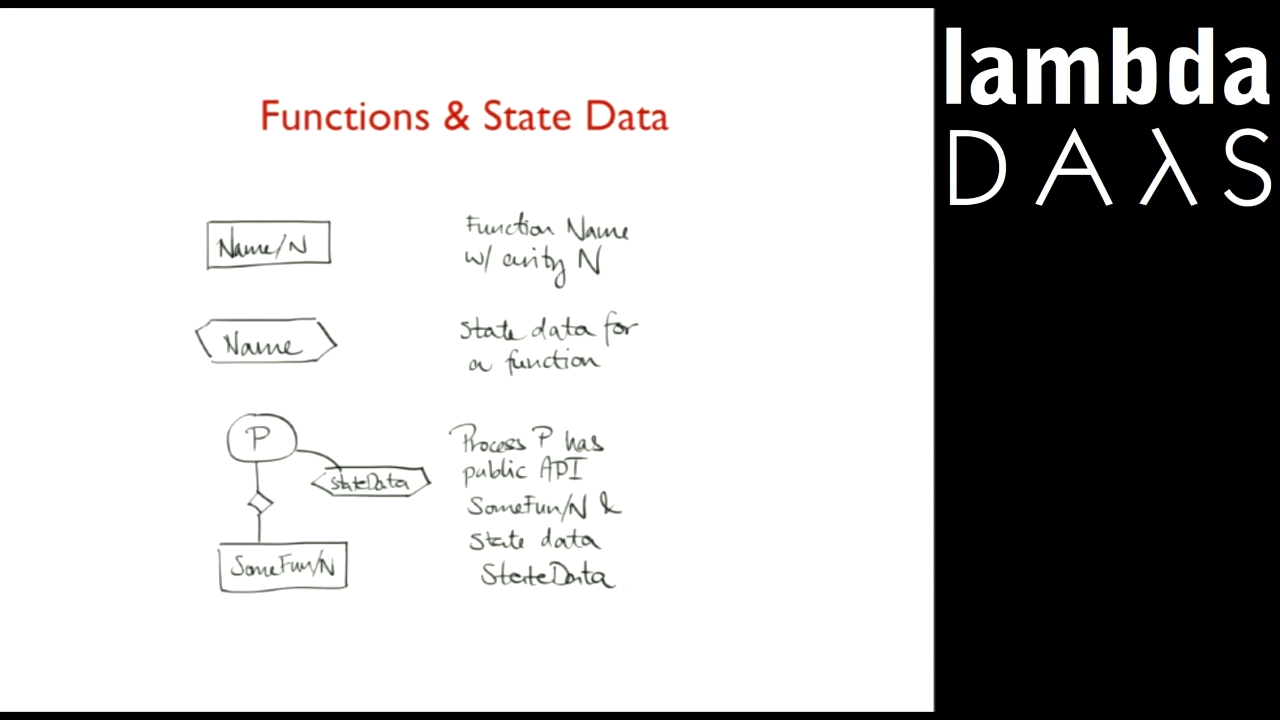 Functions & State Data
Name/N
Function Name
w/ arity N
Name
State data for
a function
P
StateData
SomeFun/N
Process P has
public API
SomeFun/N &
State data
StateData
lambda
DAλS